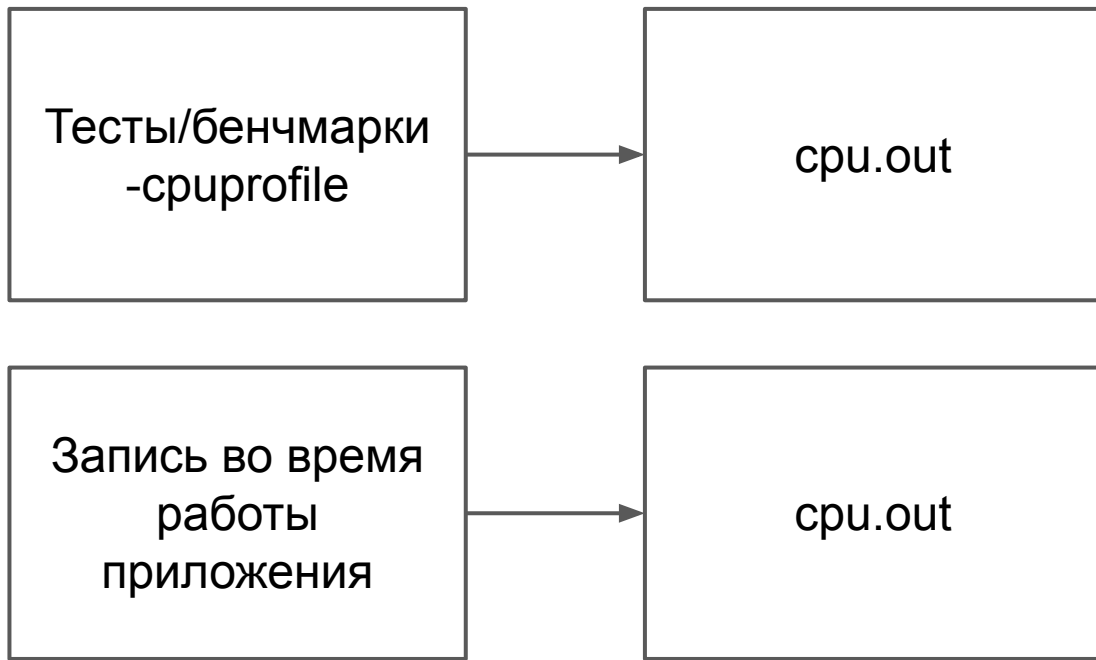 Тесты/бенчмарки
-cpuprofile
cpu.out
Запись во время
работы
приложения
cpu.out